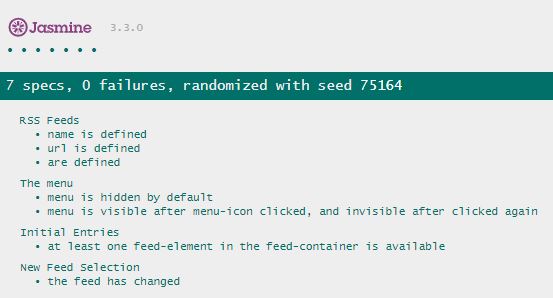 Jasmine 3.3.0
• • • • • • •
7 specs, 0 failures, randomized with seed 75164
RSS Feeds
• name is defined
• url is defined
• are defined
The menu
• menu is hidden by default
• menu is visible after menu-icon clicked, and invisible after clicked again
Initial Entries
• at least one feed-element in the feed-container is available
New Feed Selection
• the feed has changed